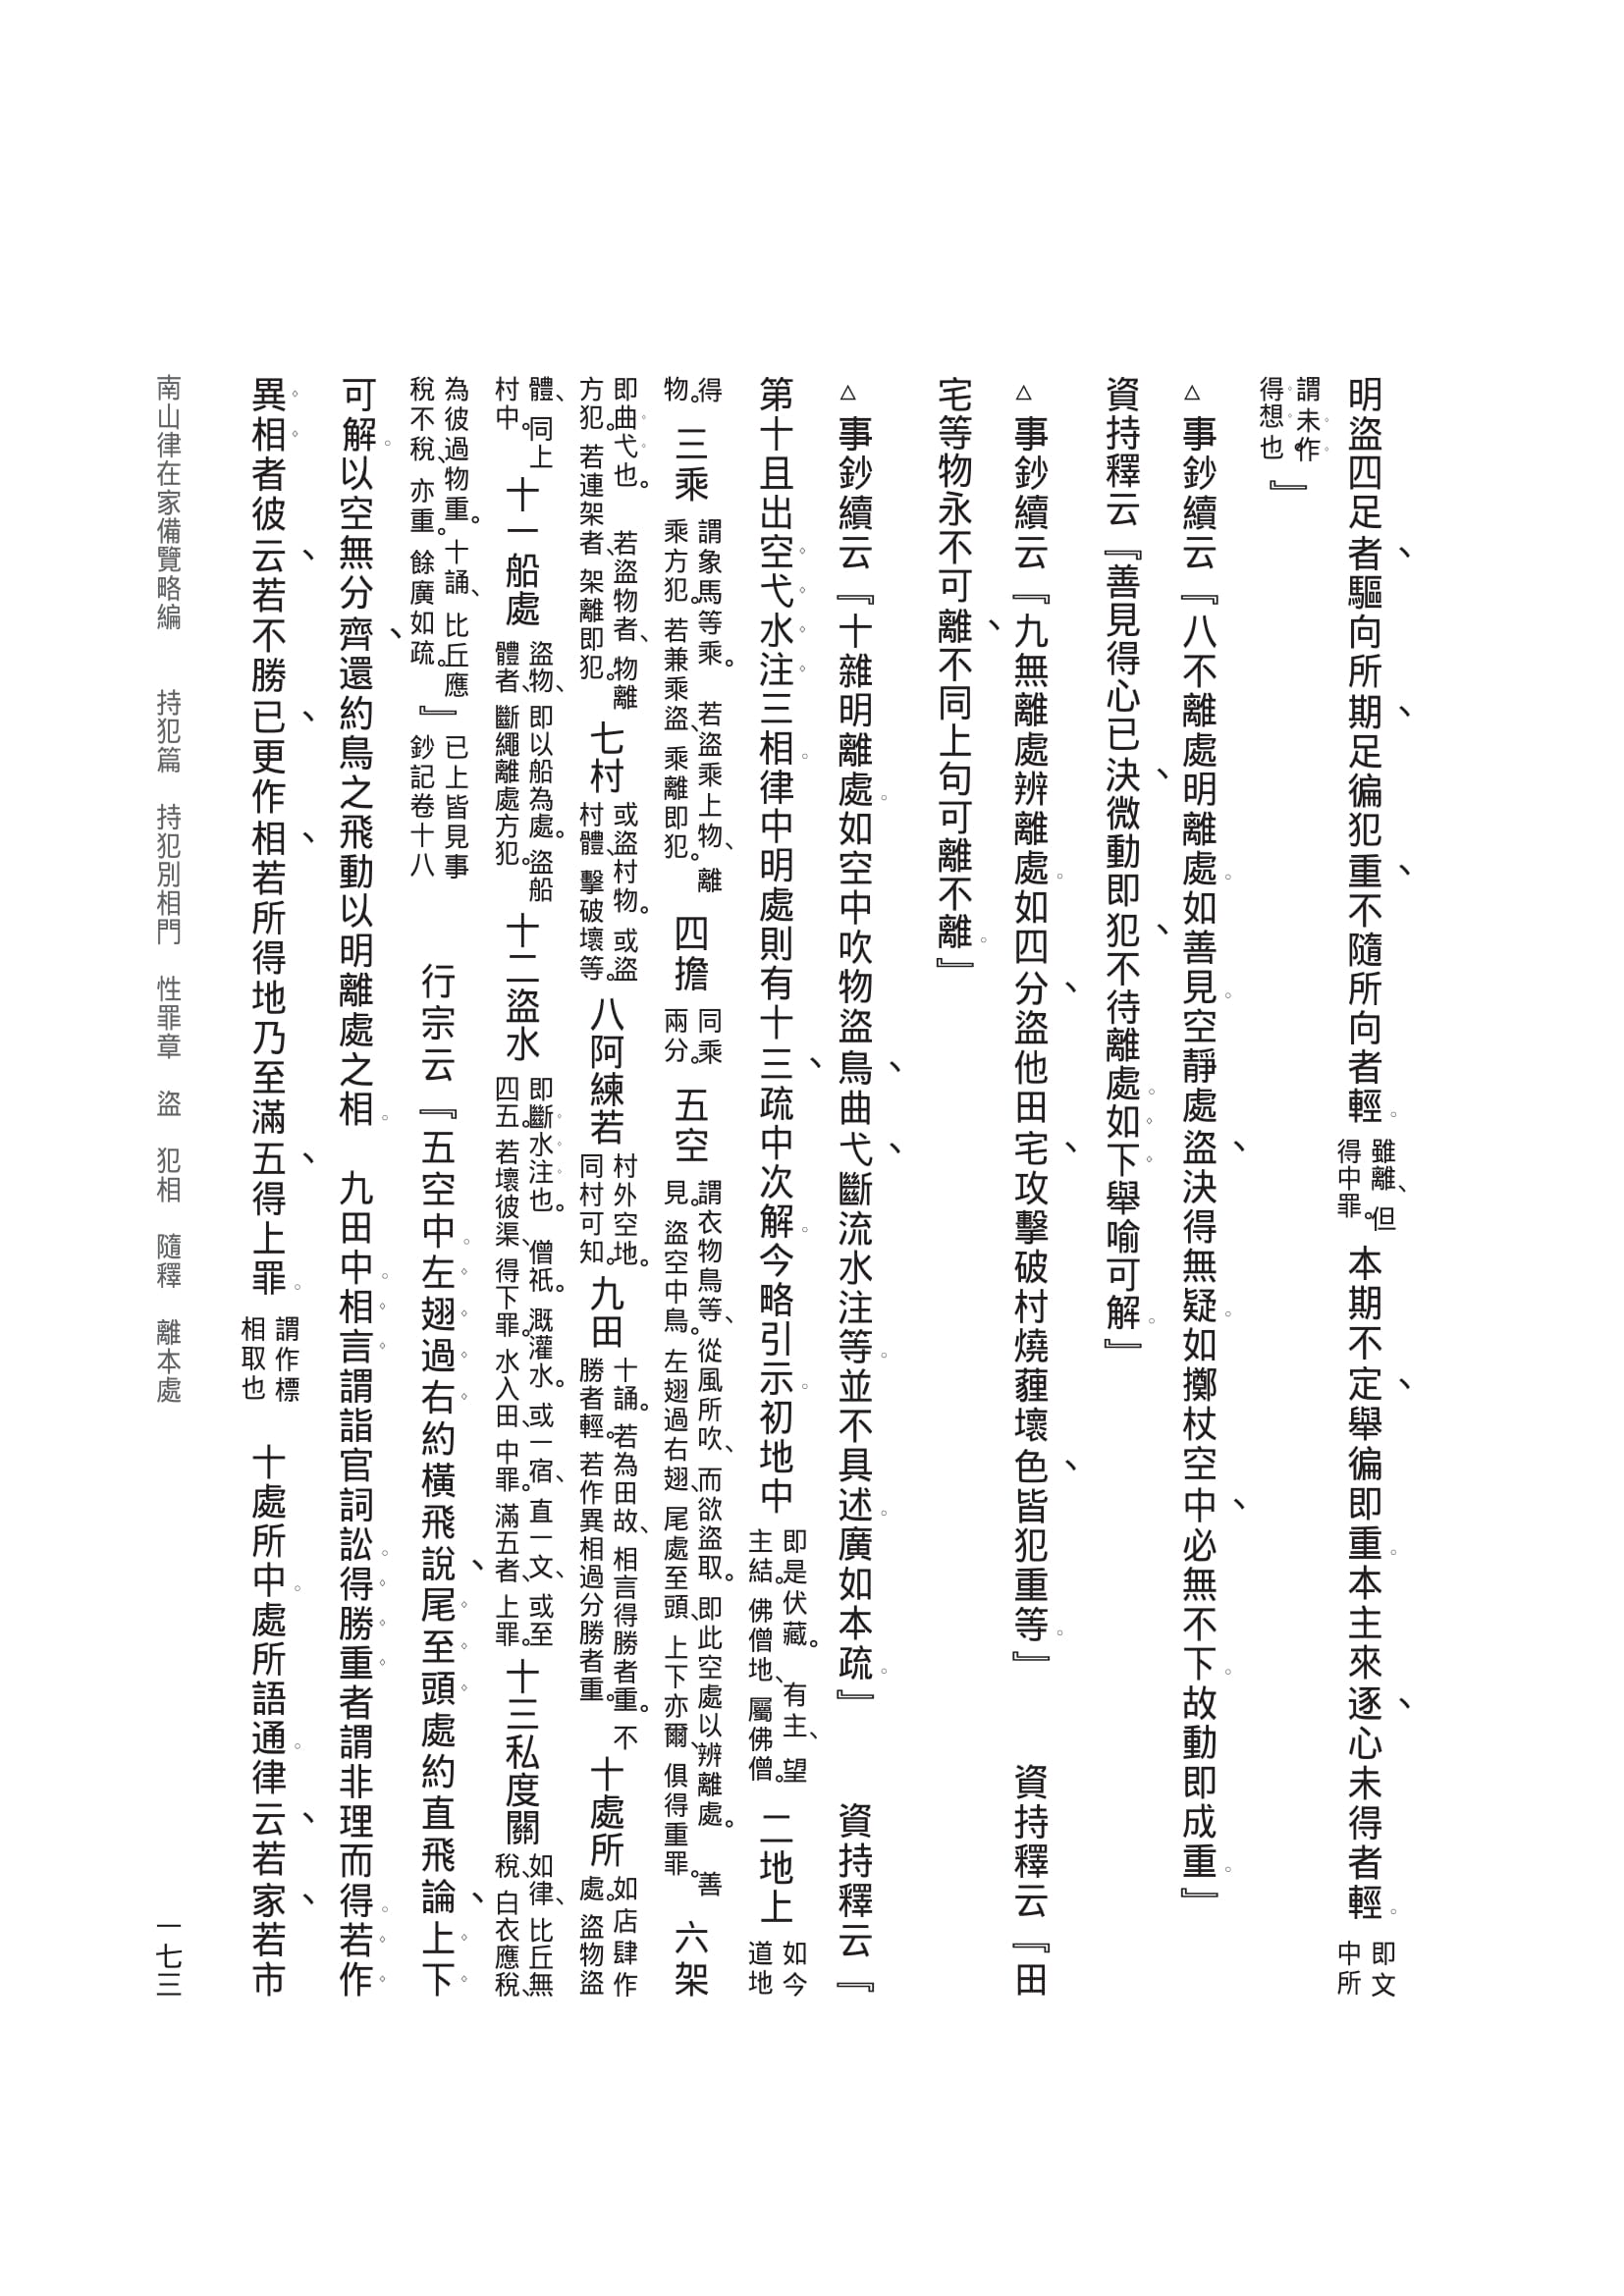 明盜四足者、驅向所期、足徧犯重、不隨所向者輕。雖離、但得中罪。本期不定、舉徧即重。本主來逐、心未得者輕。即文中所
謂未作得想也。』
△事鈔續云『八不離處明離處。如善見。空靜處盜、決得無疑。如擲杖空中、必無不下。故動即成重。』
資持釋云『善見得心已決、微動即犯、不待離處。如下舉喻可解。』
△事鈔續云『九無離處辨離處。如四分、盜他田宅、攻擊破村燒薶壞色、皆犯重等。』　資持釋云『田
宅等物永不可離、不同上句可離不離。』
△事鈔續云『十雜明離處。如空中吹物盜鳥、曲弋、斷流水注等。並不具述。廣如本疏。』　資持釋云『
第十且出空弋水注三相。律中明處則有十三、疏中次解。今略引示。初地中　即是伏藏。有主、望主結。佛僧地、屬佛僧。　二地上　如今道地
得物。　三乘　謂象馬等乘。若盜乘上物、離乘方犯。若兼乘盜、乘離即犯。　四擔　同乘兩分。　五空　謂衣物鳥等、從風所吹、而欲盜取。即此空處以辨離處。善見。盜空中鳥。左翅過右翅、尾處至頭、上下亦爾、俱得重罪。　六架
即曲弋也。若盜物者、物離方犯。若連架者、架離即犯。　七村　或盜村物。或盜村體、擊破壞等。　八阿練若　村外空地。同村可知。　九田　十誦。若為田故、相言得勝者重。不勝者輕。若作異相過分勝者重。　十處所　如店肆作處。盜物盜
體、同上村中。　十一船處　盜物、即以船為處。盜船體者、斷繩離處方犯。　十二盜水　即斷水注也。僧祇。溉灌水。或一宿、直一文、或至四五。若壞彼渠、得下罪。水入田、中罪。滿五者、上罪。　十三私度關　如律、比丘無稅、白衣應稅、
為彼過物重。十誦、比丘應稅不稅、亦重。餘廣如疏。』已上皆見事鈔記卷十八　行宗云『五空中。左翅過右約橫飛說、尾至頭處約直飛論、上下
可解。以空無分齊、還約鳥之飛動以明離處之相。　九田中。相言謂詣官詞訟。得勝重者謂非理而得。若作
異相者彼云、若不勝已、更作相、若所得地乃至滿五、得上罪。　謂作標相取也　十處所中。處所語通。律云、若家、若市
南山律在家備覽略編　持犯篇　持犯別相門　性罪章　盜　犯相　隨釋　離本處　一七三